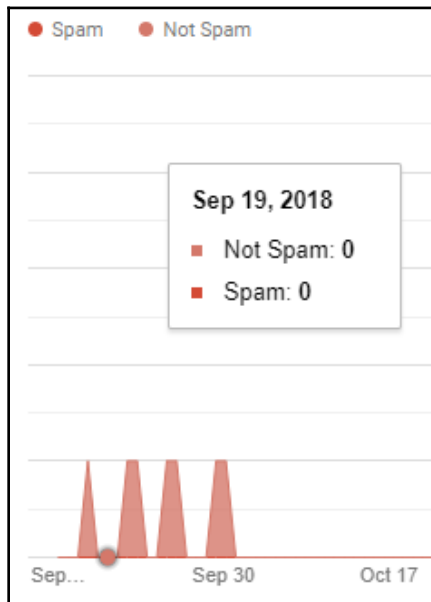 Spam Not Spam
Sep 19, 2018
Not Spam: 0
Spam: 0
Sep... Sep 30 Oct 17